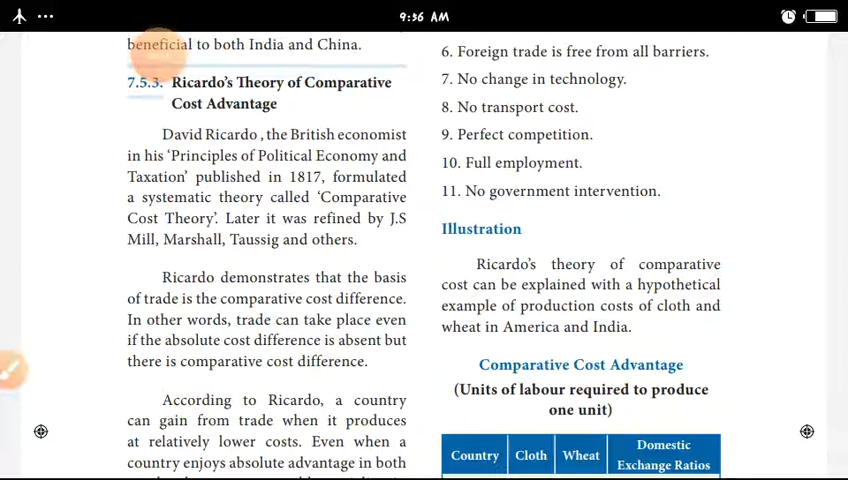 9:56 AM
beneficial to both India and China.
7.5.3. Ricardo's Theory of Comparative
Cost Advantage
David Ricardo , the British economist
in his 'Principles of Political Economy and
Taxation' published in 1817, formulated
a systematic theory called 'Comparative
Cost Theory'. Later it was refined by J.S
Mill, Marshall, Taussig and others.
Ricardo demonstrates that the basis
of trade is the comparative cost difference.
In other words, trade can take place even
if the absolute cost difference is absent but
there is comparative cost difference.
According to Ricardo, a country
can gain from trade when it produces
at relatively lower costs. Even when a
country enjoys absolute advantage in both
6. Foreign trade is free from all barriers.
7. No change in technology.
8. No transport cost.
9. Perfect competition.
10. Full employment.
11. No government intervention.
Illustration
Ricardo's theory of comparative
cost can be explained with a hypothetical
example of production costs of cloth and
wheat in America and India.
Comparative Cost Advantage
(Units of labour required to produce
one unit)
Country Cloth Wheat Domestic
Exchange Ratios